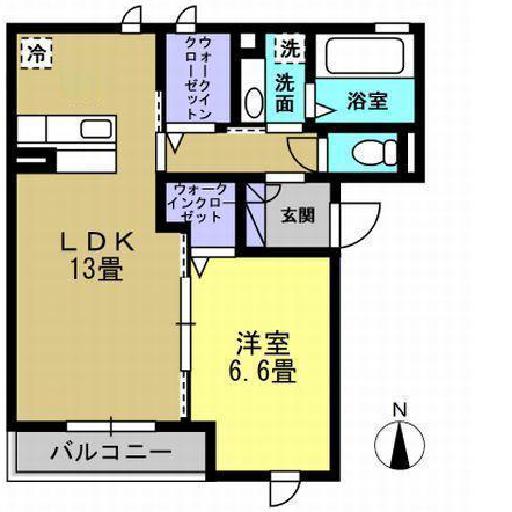 冷
ウォークイン
クローゼット
洗
洗
面
浴室
ウォーク
インクロー
ゼット
玄関
ＬＤＫ
13畳
洋室
6.6畳
バルコニー
N